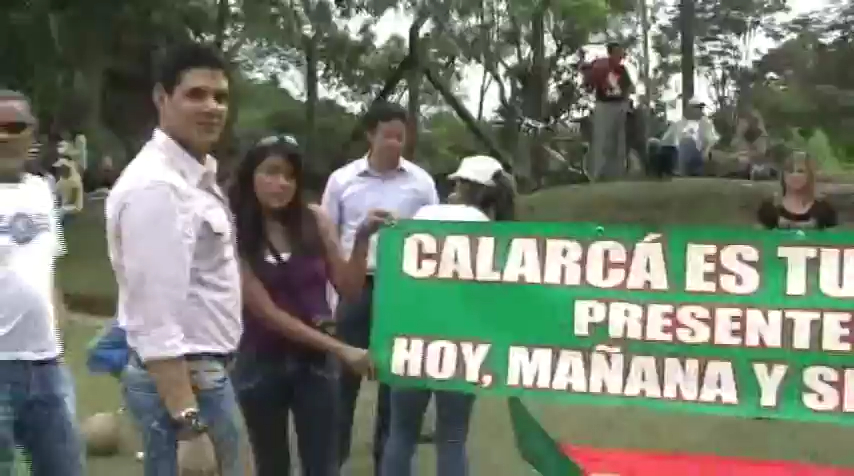 CALARCÁ ES TU
PRESENTE
HOY, MAÑANA Y SI